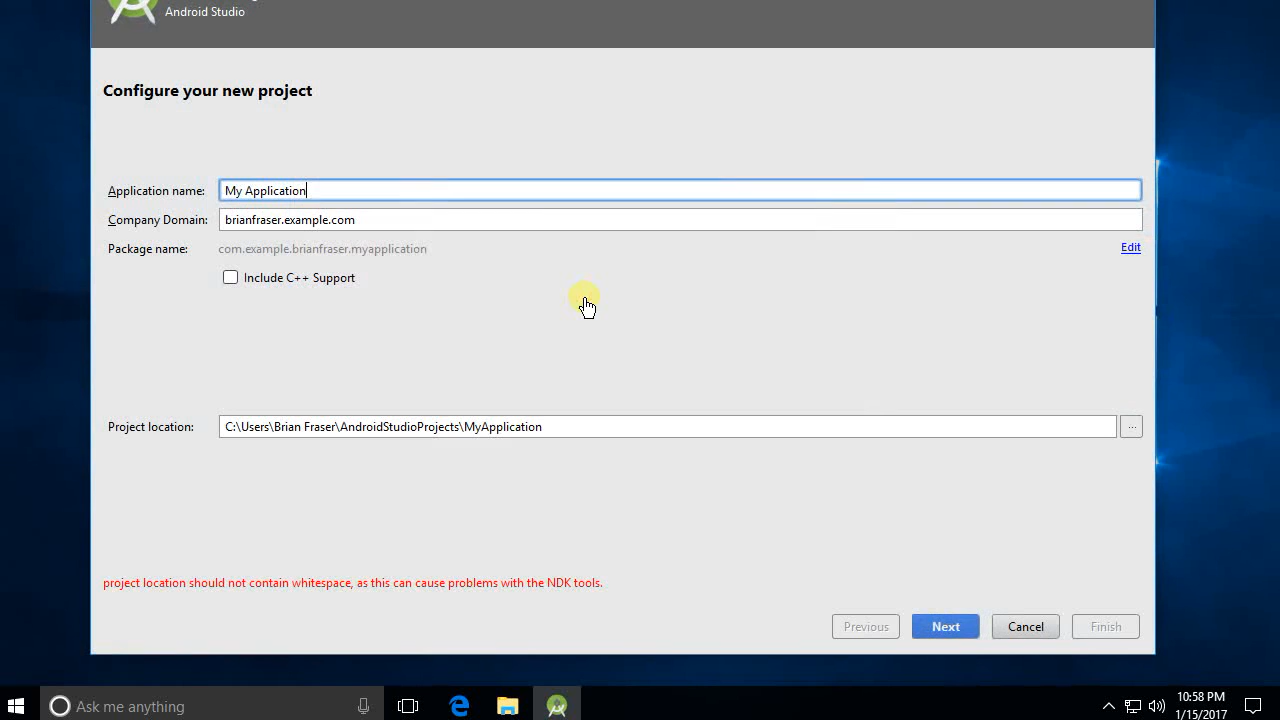 Android Studio
Configure your new project
Application name: My Application
Company Domain: brianfraser.example.com
Package name: com.example.brianfraser.myapplication Edit
Include C++ Support
Project location: C:\Users\Brian Fraser\AndroidStudioProjects\MyApplication ...
project location should not contain whitespace, as this can cause problems with the NDK tools.
Previous Next Cancel Finish
Ask me anything
10:58 PM
1/15/2017